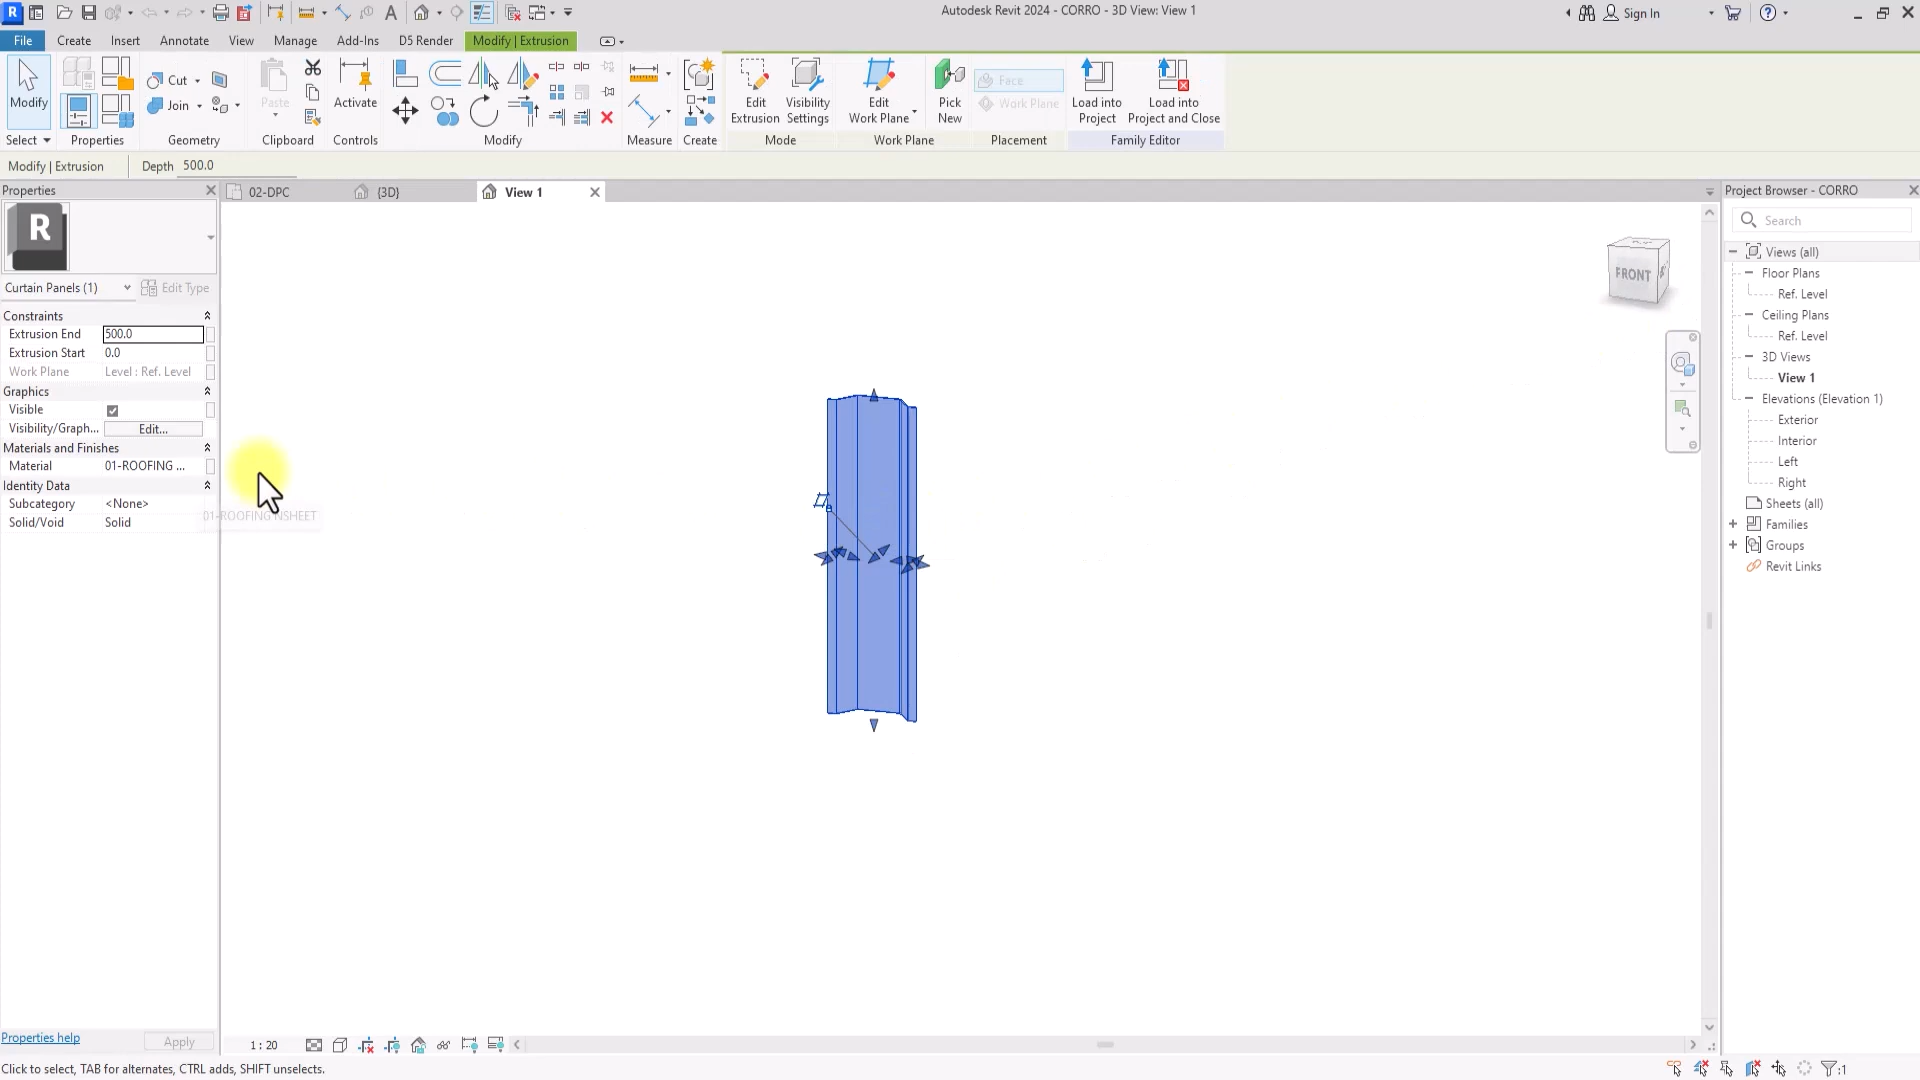 Autodesk Revit 2024 - CORRO - 3D View: View 1
Sign In
File Create Insert Annotate Architecture View Manage Add-Ins D5 Render Modify | Extrusion
Modify
Cut
Join
Paste
Activate
Edit Extrusion
Visibility Settings
Edit Work Plane
Pick New
Face
Work Plane
Load into Project
Load into Project and Close
Select Properties Geometry Clipboard Controls Modify Measure Create Mode Work Plane Placement Family Editor
Modify | Extrusion Depth 500.0
Properties
02-DPC {3D} View 1
R
Curtain Panels (1) Edit Type
Constraints
Extrusion End 500.0
Extrusion Start 0.0
Work Plane Level : Ref. Level
Graphics
Visible
Visibility/Graph... Edit...
Materials and Finishes
Material 01-ROOFING ...
Identity Data
Subcategory <None>
Solid/Void Solid
FRONT
Project Browser - CORRO
Search
Views (all)
Floor Plans
Ref. Level
Ceiling Plans
Ref. Level
3D Views
View 1
Elevations (Elevation 1)
Exterior
Interior
Left
Right
Sheets (all)
Families
Groups
Revit Links
Properties help Apply
1 : 20
Click to select, TAB for alternates, CTRL adds, SHIFT unselects.
:1